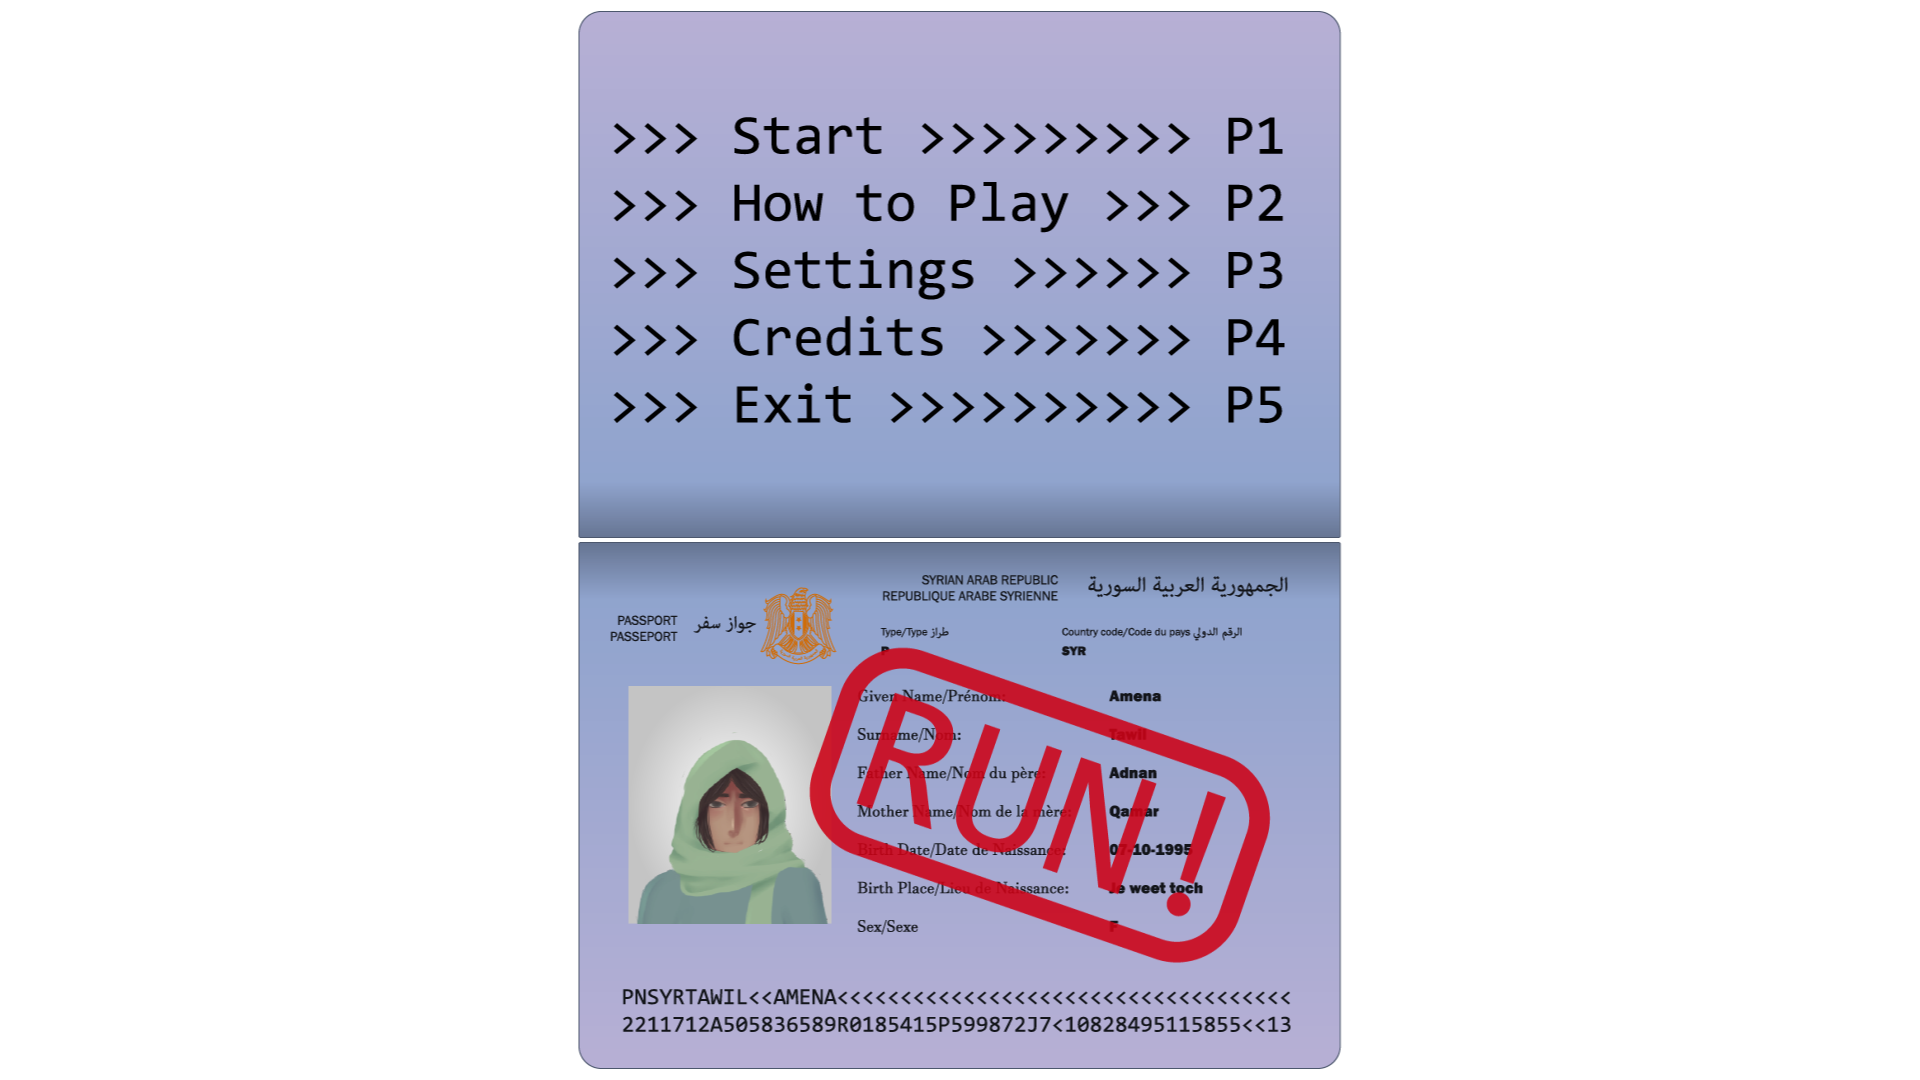 >>> Start >>>>>>>>> P1
>>> How to Play >>> P2
>>> Settings >>>>>> P3
>>> Credits >>>>>>> P4
>>> Exit >>>>>>>>>> P5
SYRIAN ARAB REPUBLIC
REPUBLIQUE ARABE SYRIENNE
الجمهورية العربية السورية
PASSPORT
PASSEPORT
جواز سفر
Type/Type طراز
Country code/Code du pays الرقم الدولي
SYR
Given Name/Prénom: Amena
Surname/Nom: Tawil
Father Name/Nom du père: Adnan
Mother Name/Nom de la mère: Qamar
Birth Date/Date de Naissance: 07-10-1995
Birth Place/Lieu de Naissance: Je weet toch
Sex/Sexe F
RUN!
PNSYRTAWIL<<AMENA<<<<<<<<<<<<<<<<<<<<<<<<<<<<<<<<<<<<
2211712A505836589R0185415P599872J7<10828495115855<<13